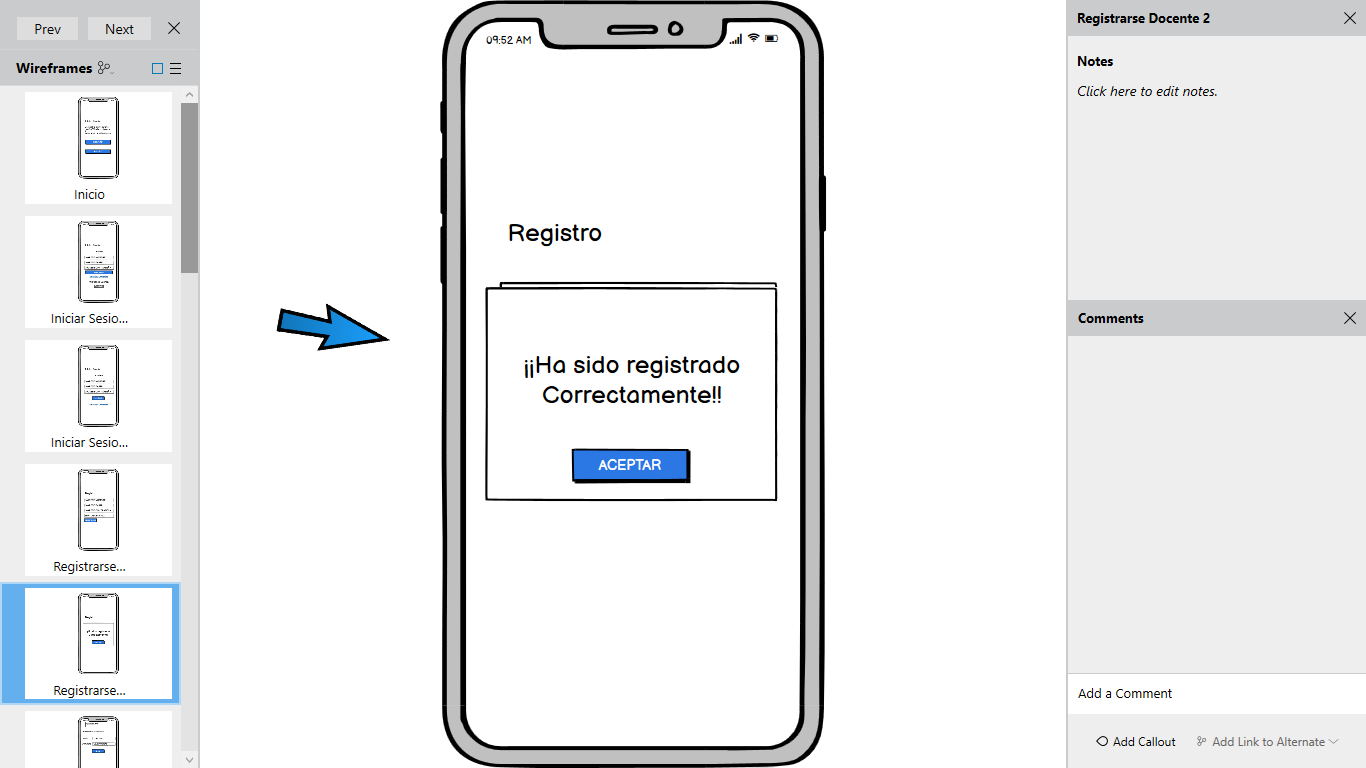 Prev Next
Wireframes
Inicio
Iniciar Sesio...
Iniciar Sesio...
Registrarse...
Registrarse...
09:52 AM
Registro
¡¡Ha sido registrado
Correctamente!!
ACEPTAR
Registrarse Docente 2
Notes
Click here to edit notes.
Comments
Add a Comment
Add Callout
Add Link to Alternate